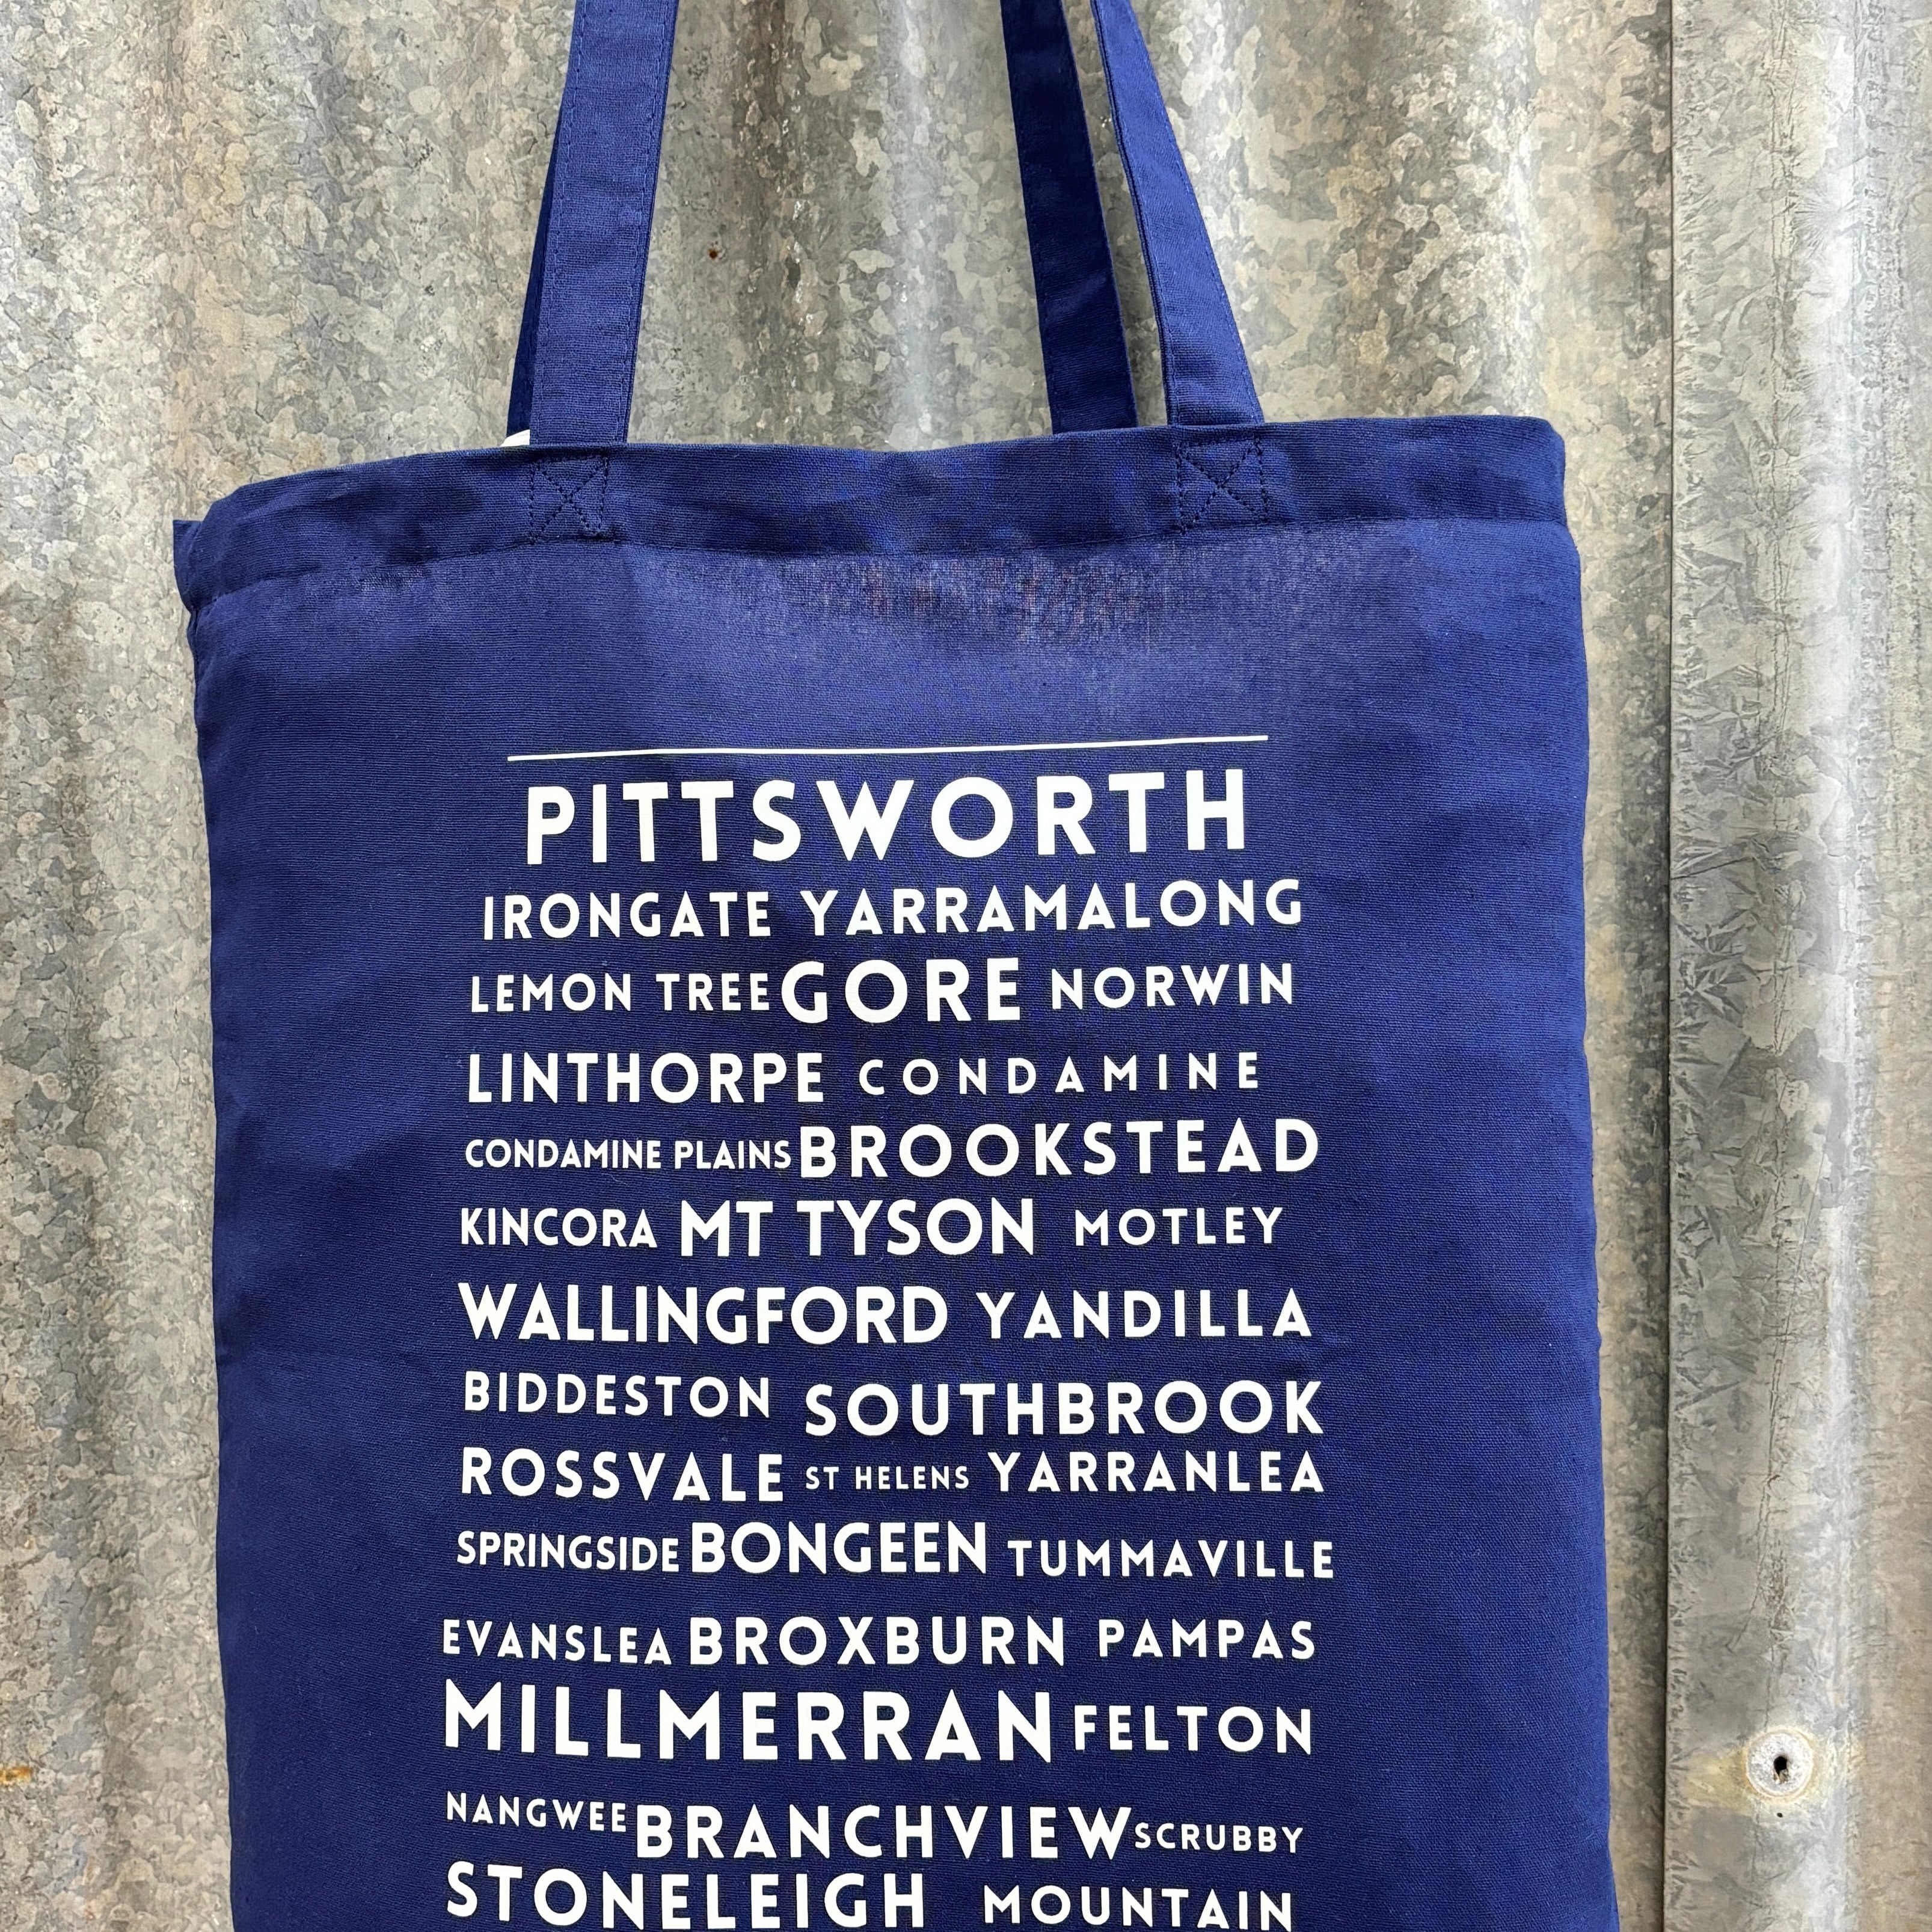 PITTSWORTH
IRONGATE YARRAMALONG
LEMON TREE GORE NORWIN
LINTHORPE CONDAMINE
CONDAMINE PLAINS BROOKSTEAD
KINCORA MT TYSON MOTLEY
WALLINGFORD YANDILLA
BIDDESTON SOUTHBROOK
ROSSVALE ST HELENS YARRANLEA
SPRINGSIDE BONGEEN TUMMAVILLE
EVANSLEA BROXBURN PAMPAS
MILLMERRAN FELTON
NANGWEE BRANCHVIEW SCRUBBY
STONELEIGH MOUNTAIN